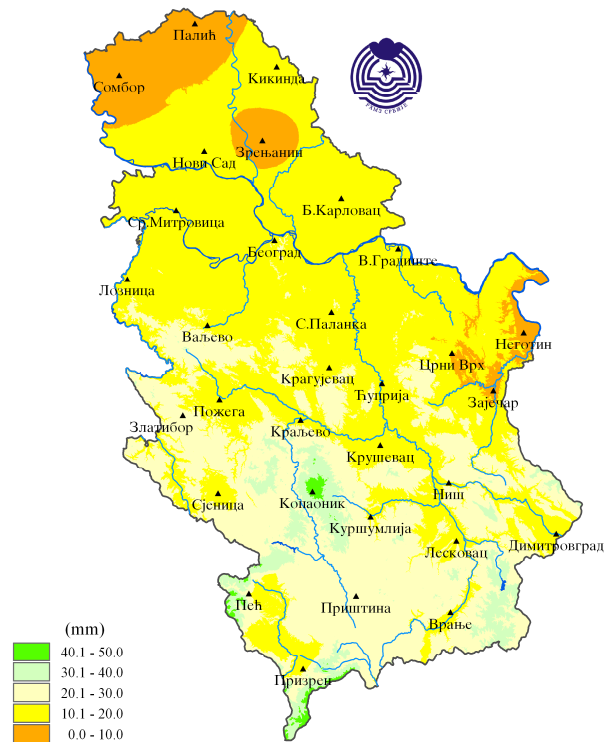 Палић
Кикинда
Сомбор
РХМЗ СРБИЈЕ
Зрењанин
Нови Сад
Б.Карловац
Ср.Митровица
Београд
В.Градиште
Лозница
С.Паланка
Ваљево
Неготин
Црни Врх
Крагујевац
Ћуприја
Зајечар
Пожега
Златибор
Краљево
Крушевац
Ниш
Сјеница
Копаоник
Куршумлија
Лесковац
Димитровград
Пећ
Приштина
Врање
Призрен
(mm)
40.1 - 50.0
30.1 - 40.0
20.1 - 30.0
10.1 - 20.0
0.0 - 10.0